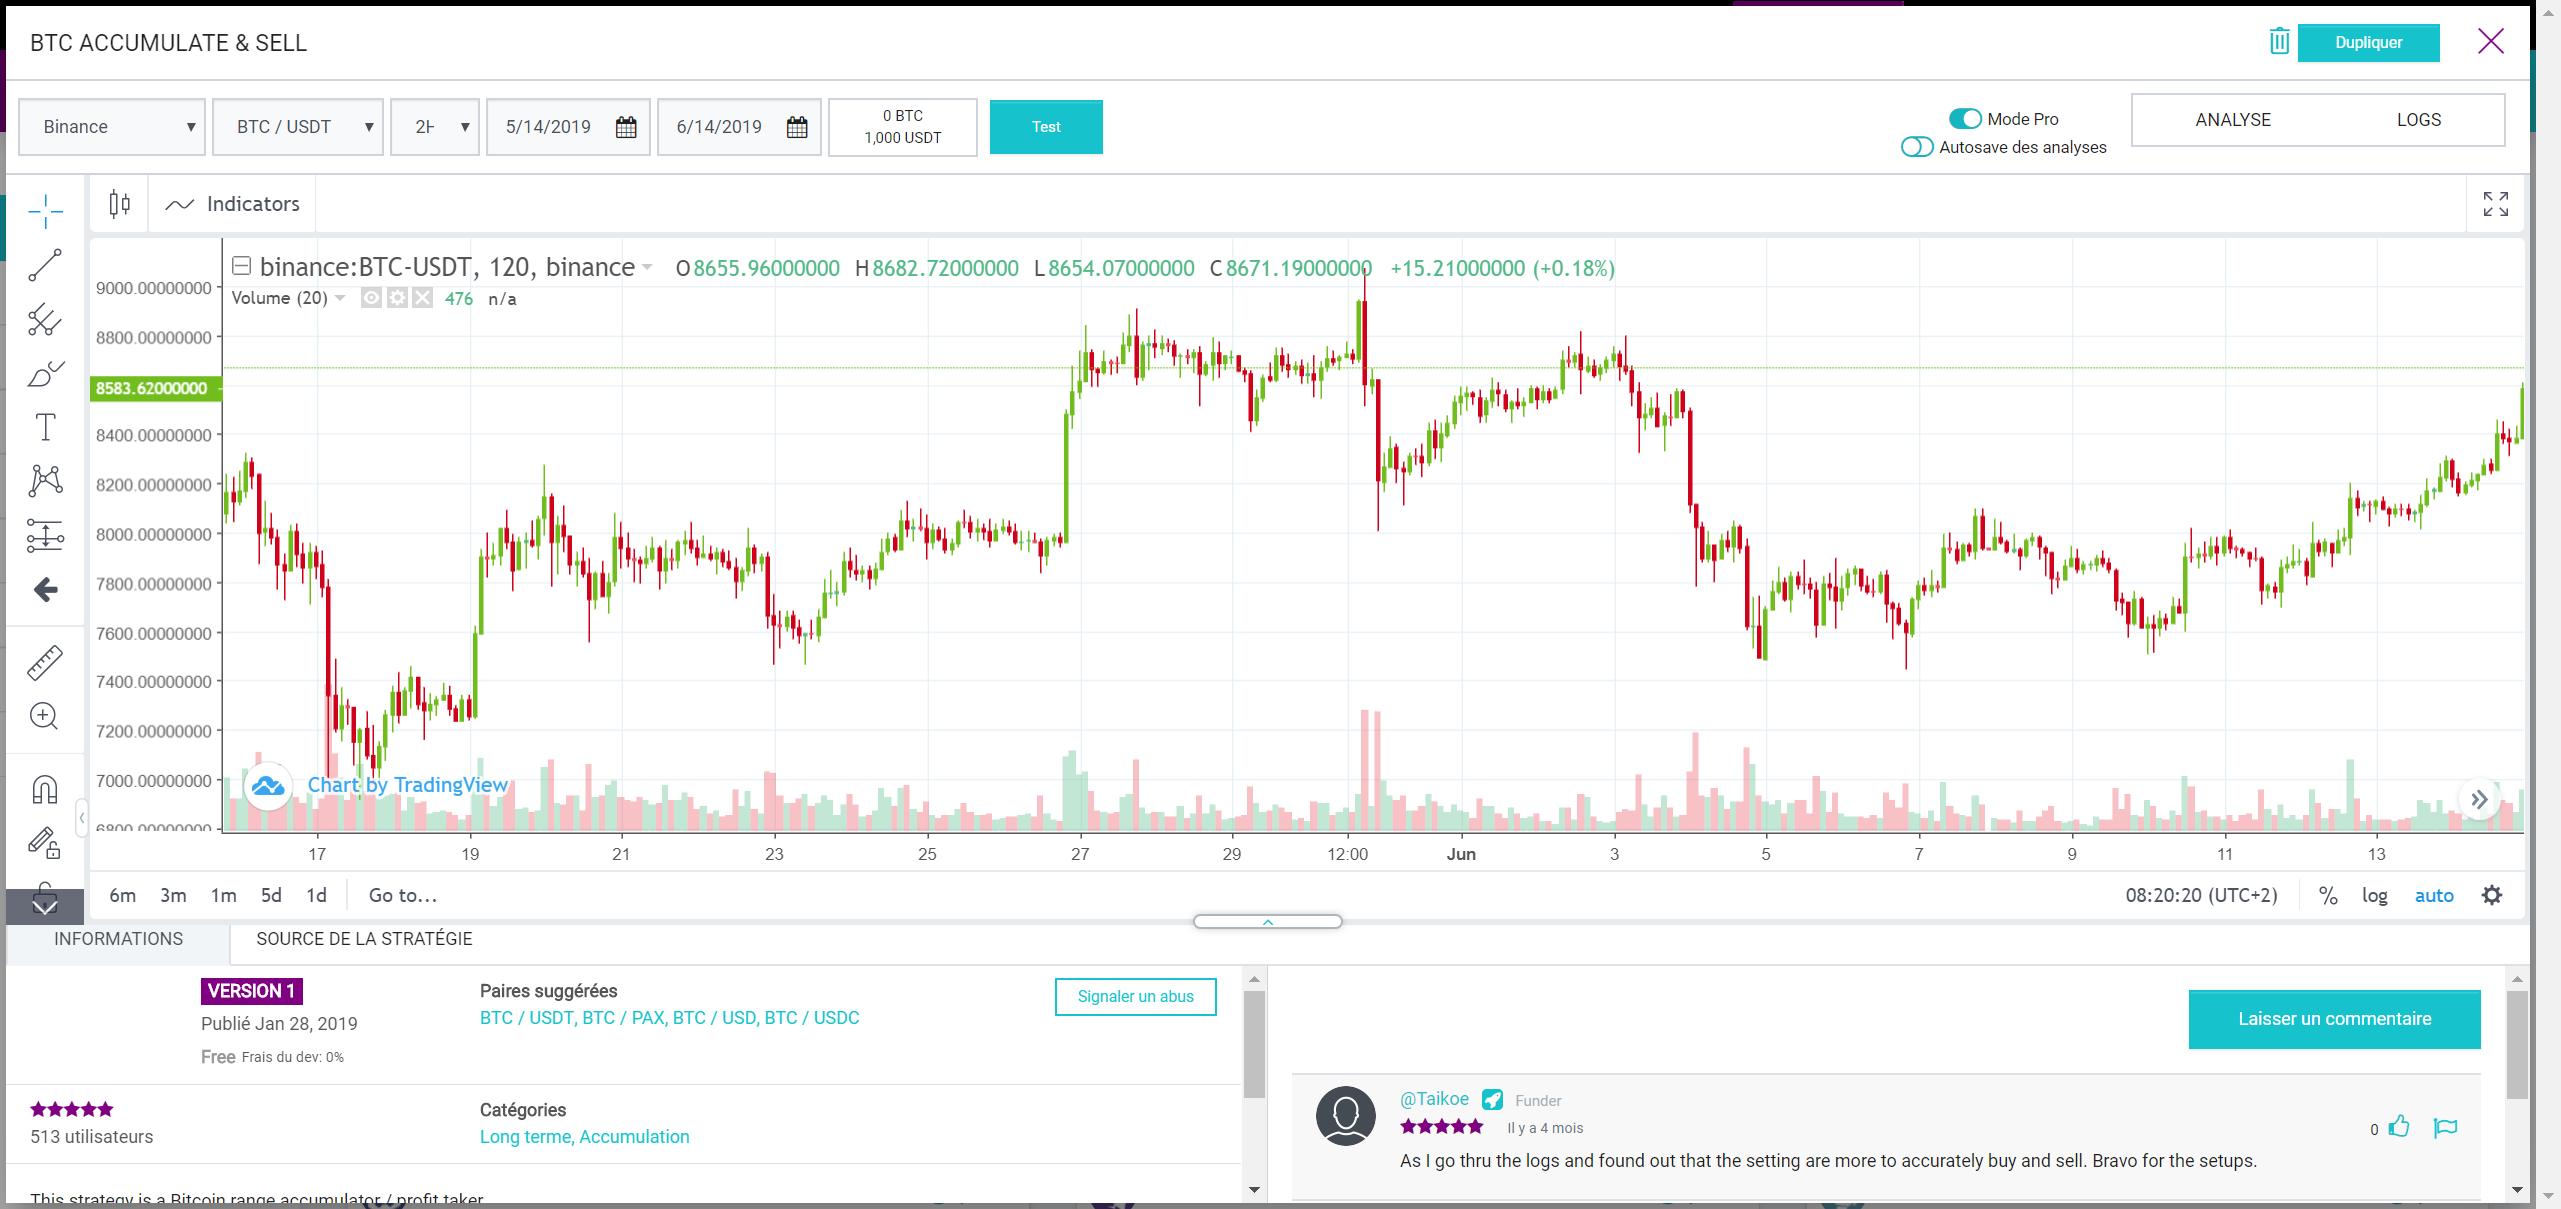 BTC ACCUMULATE & SELL
Dupliquer
Binance
BTC / USDT
5/14/2019
6/14/2019
0 BTC
1,000 USDT
Test
Mode Pro
Autosave des analyses
ANALYSE
LOGS
Indicators
binance:BTC-USDT, 120, binance O 8655.96000000 H 8682.72000000 L 8654.07000000 C 8671.19000000 +15.21000000 (+0.18%)
Volume (20) 476 n/a
9000.00000000
8800.00000000
8583.62000000
8400.00000000
8200.00000000
8000.00000000
7800.00000000
7600.00000000
7400.00000000
7200.00000000
7000.00000000
6800.00000000
Chart by TradingView
17 19 21 23 25 27 29 12:00 Jun 3 5 7 9 11 13
6m 3m 1m 5d 1d Go to...
08:20:20 (UTC+2) % log auto
INFORMATIONS
SOURCE DE LA STRATÉGIE
VERSION 1
Publié Jan 28, 2019
Free Frais du dev: 0%
Paires suggérées
BTC / USDT, BTC / PAX, BTC / USD, BTC / USDC
Signaler un abus
513 utilisateurs
Catégories
Long terme, Accumulation
This strategy is a Bitcoin range accumulator / profit taker
Laisser un commentaire
@Taikoe Funder
Il y a 4 mois
0
As I go thru the logs and found out that the setting are more to accurately buy and sell. Bravo for the setups.